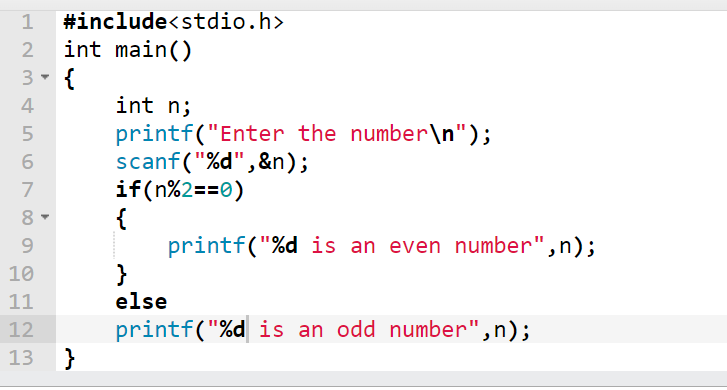 1 #include<stdio.h>
2 int main()
3 {
4 int n;
5 printf("Enter the number\n");
6 scanf("%d",&n);
7 if(n%2==0)
8 {
9 printf("%d is an even number",n);
10 }
11 else
12 printf("%d is an odd number",n);
13 }